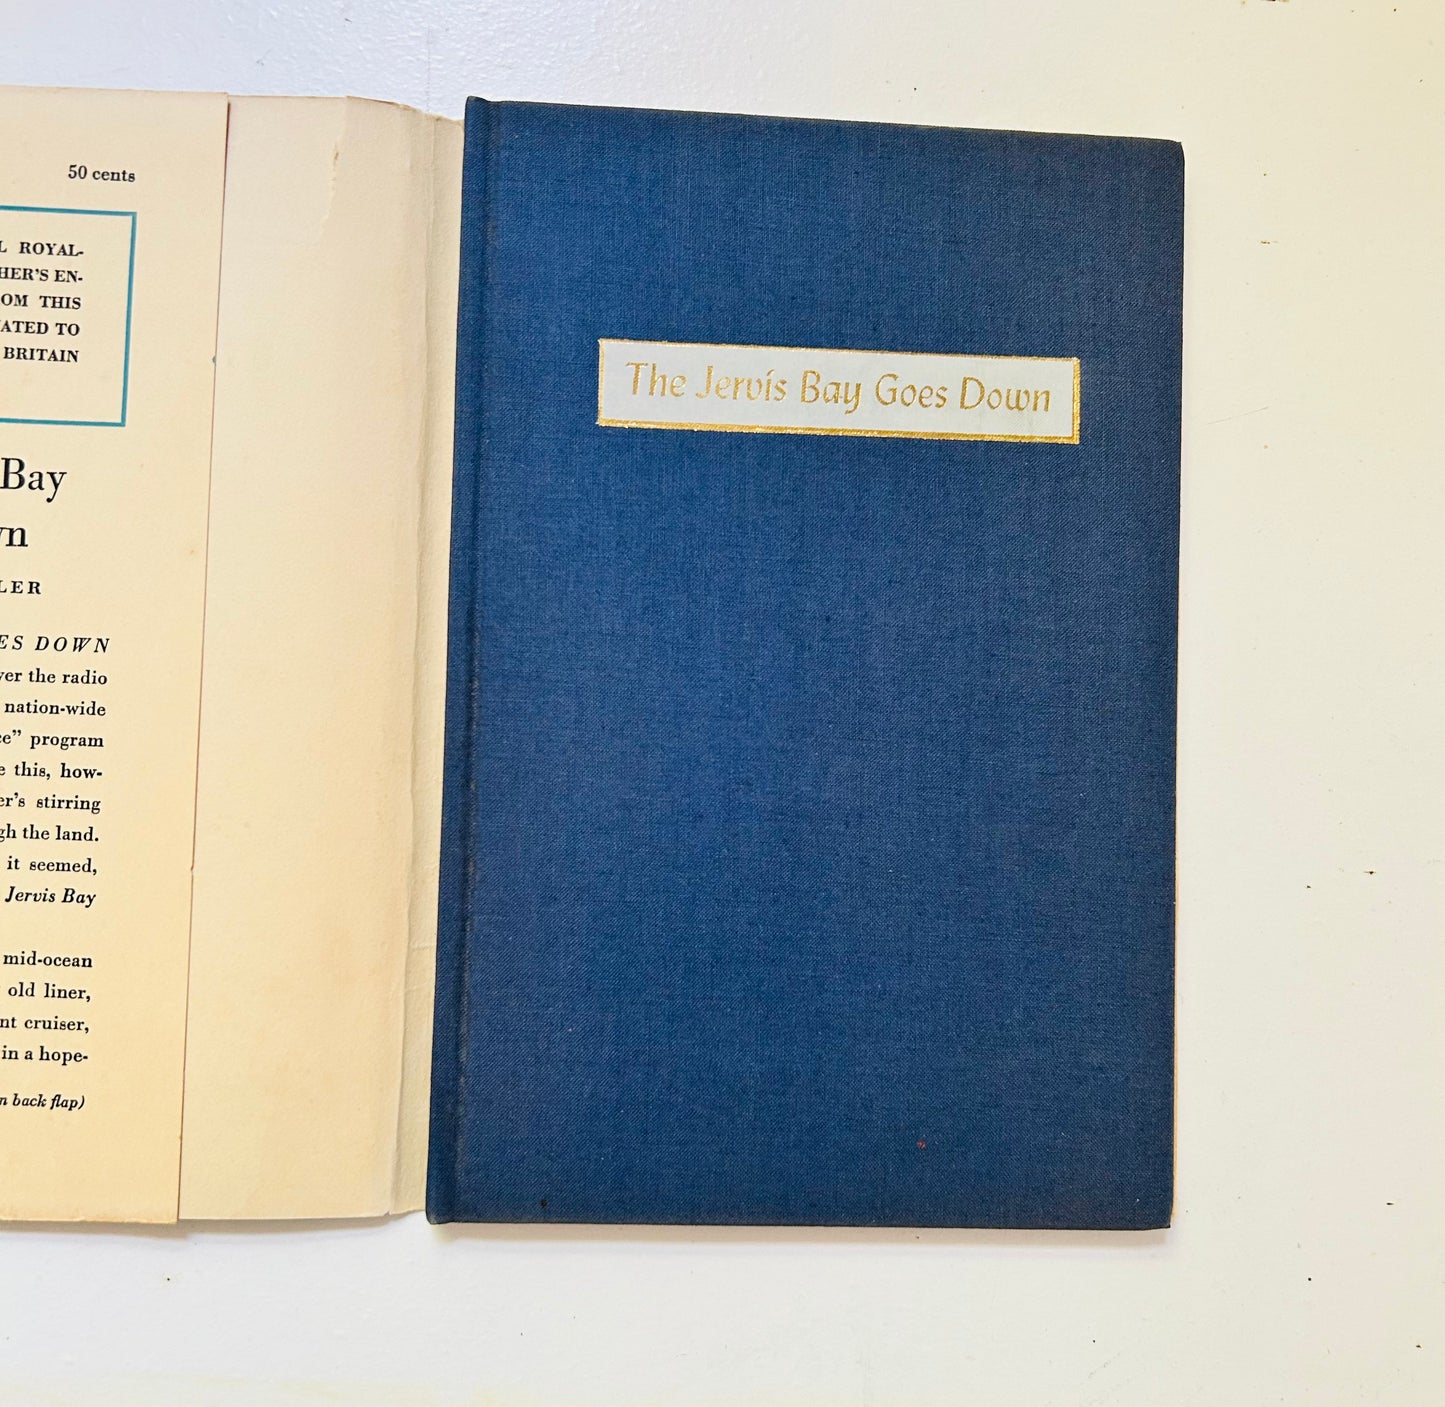 50 cents
ROYAL-
HER'S EN-
OM THIS
ATED TO
BRITAIN
Bay
wn
LER
ES DOWN
ver the radio
nation-wide
ce" program
e this, how-
er's stirring
gh the land.
it seemed,
Jervis Bay
mid-ocean
old liner,
nt cruiser,
in a hope-
n back flap)
The Jervis Bay Goes Down